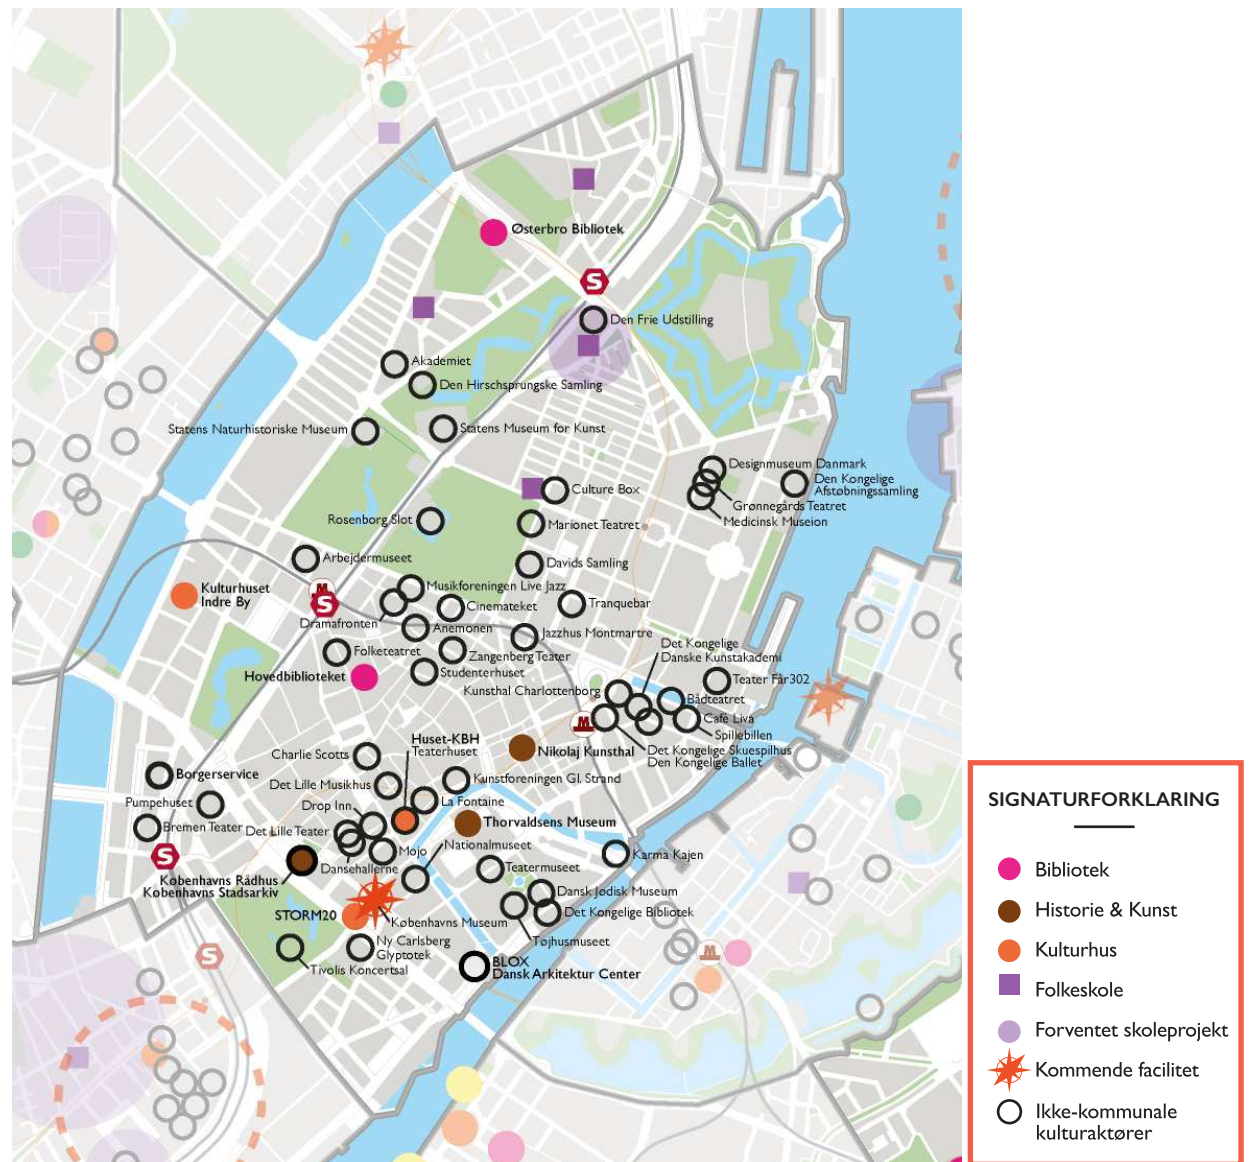 Østerbro Bibliotek
S
Den Frie Udstilling
Akademiet
Den Hirschsprungske Samling
Statens Naturhistoriske Museum
Statens Museum for Kunst
Designmuseum Danmark
Den Kongelige
Afstøbningssamling
Culture Box
Grønnegårds Teatret
Medicinsk Museion
Rosenborg Slot
Marionet Teatret
Arbejdermuseet
Davids Samling
Kulturhuset
Indre By
M
S
Musikforeningen Live Jazz
Cinemateket
Tranquebar
Dramafronten
Anemonen
Jazzhus Montmartre
Det Kongelige
Danske Kunstakademi
Folketeatret
Zangenberg Teater
Studenterhuset
Hovedbiblioteket
Teater Får302
Kunsthal Charlottenborg
Bådteatret
Café Liva
Spillebillen
M
Huset-KBH
Teaterhuset
Nikolaj Kunsthal
Det Kongelige Skuespilhus
Den Kongelige Ballet
Charlie Scotts
Borgerservice
Det Lille Musikhus
Kunstforeningen Gl. Strand
Pumpehuset
Drop Inn
La Fontaine
Bremen Teater
Det Lille Teater
Thorvaldsens Museum
S
Mojo
Nationalmuseet
Karma Kajen
Dansehallerne
Teatermuseet
Københavns Rådhus
Københavns Stadsarkiv
Dansk Jødisk Museum
STORM20
Københavns Museum
Det Kongelige Bibliotek
Ny Carlsberg
Glyptotek
Tøjhusmuseet
Tivolis Koncertsal
BLOX
Dansk Arkitektur Center
S
M
SIGNATURFORKLARING
Bibliotek
Historie & Kunst
Kulturhus
Folkeskole
Forventet skoleprojekt
Kommende facilitet
Ikke-kommunale
kulturaktører